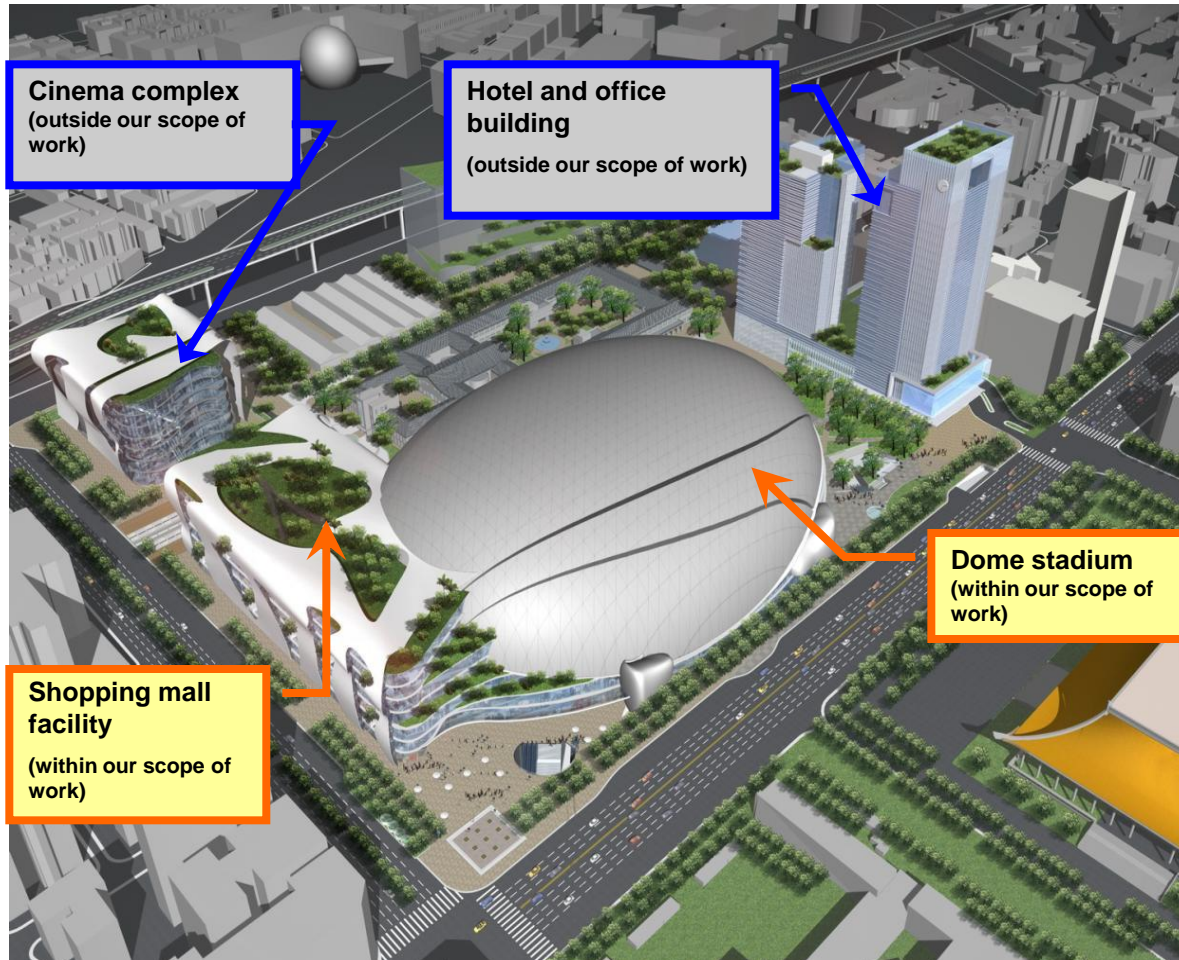 Cinema complex
(outside our scope of
work)
Hotel and office
building
(outside our scope of work)
Dome stadium
(within our scope of
work)
Shopping mall
facility
(within our scope of
work)